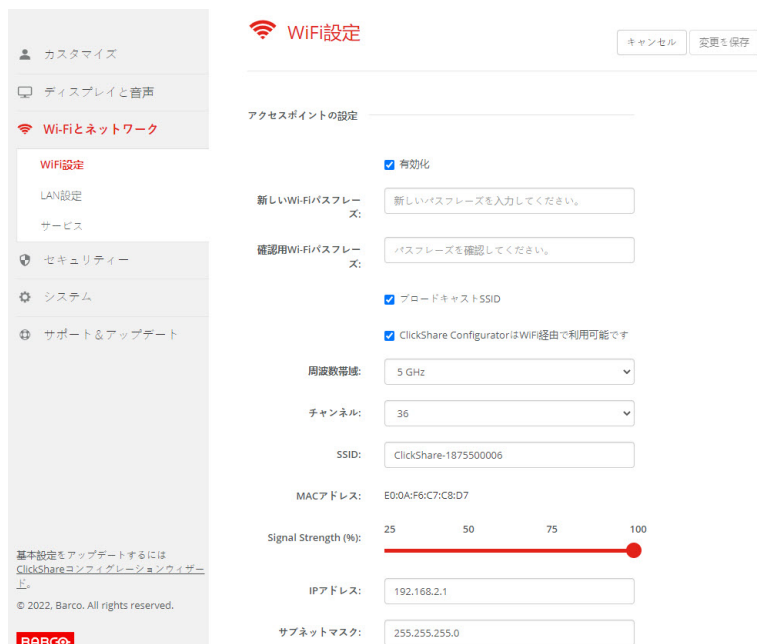 カスタマイズ
ディスプレイと音声
Wi-Fiとネットワーク
WiFi設定
LAN設定
サービス
セキュリティー
システム
サポート＆アップデート
基本設定をアップデートするには
ClickShareコンフィグレーションウィザー
ド。
© 2022, Barco. All rights reserved.
BARCO
WiFi設定
キャンセル
変更を保存
アクセスポイントの設定
有効化
新しいWi-Fiパスフレー
ズ:
新しいパスフレーズを入力してください。
確認用Wi-Fiパスフレー
ズ:
パスフレーズを確認してください。
ブロードキャストSSID
ClickShare ConfiguratorはWiFi経由で利用可能です
周波数帯域:
5 GHz
チャンネル:
36
SSID:
ClickShare-1875500006
MACアドレス:
E0:0A:F6:C7:C8:D7
Signal Strength (%):
25 50 75 100
IPアドレス:
192.168.2.1
サブネットマスク:
255.255.255.0